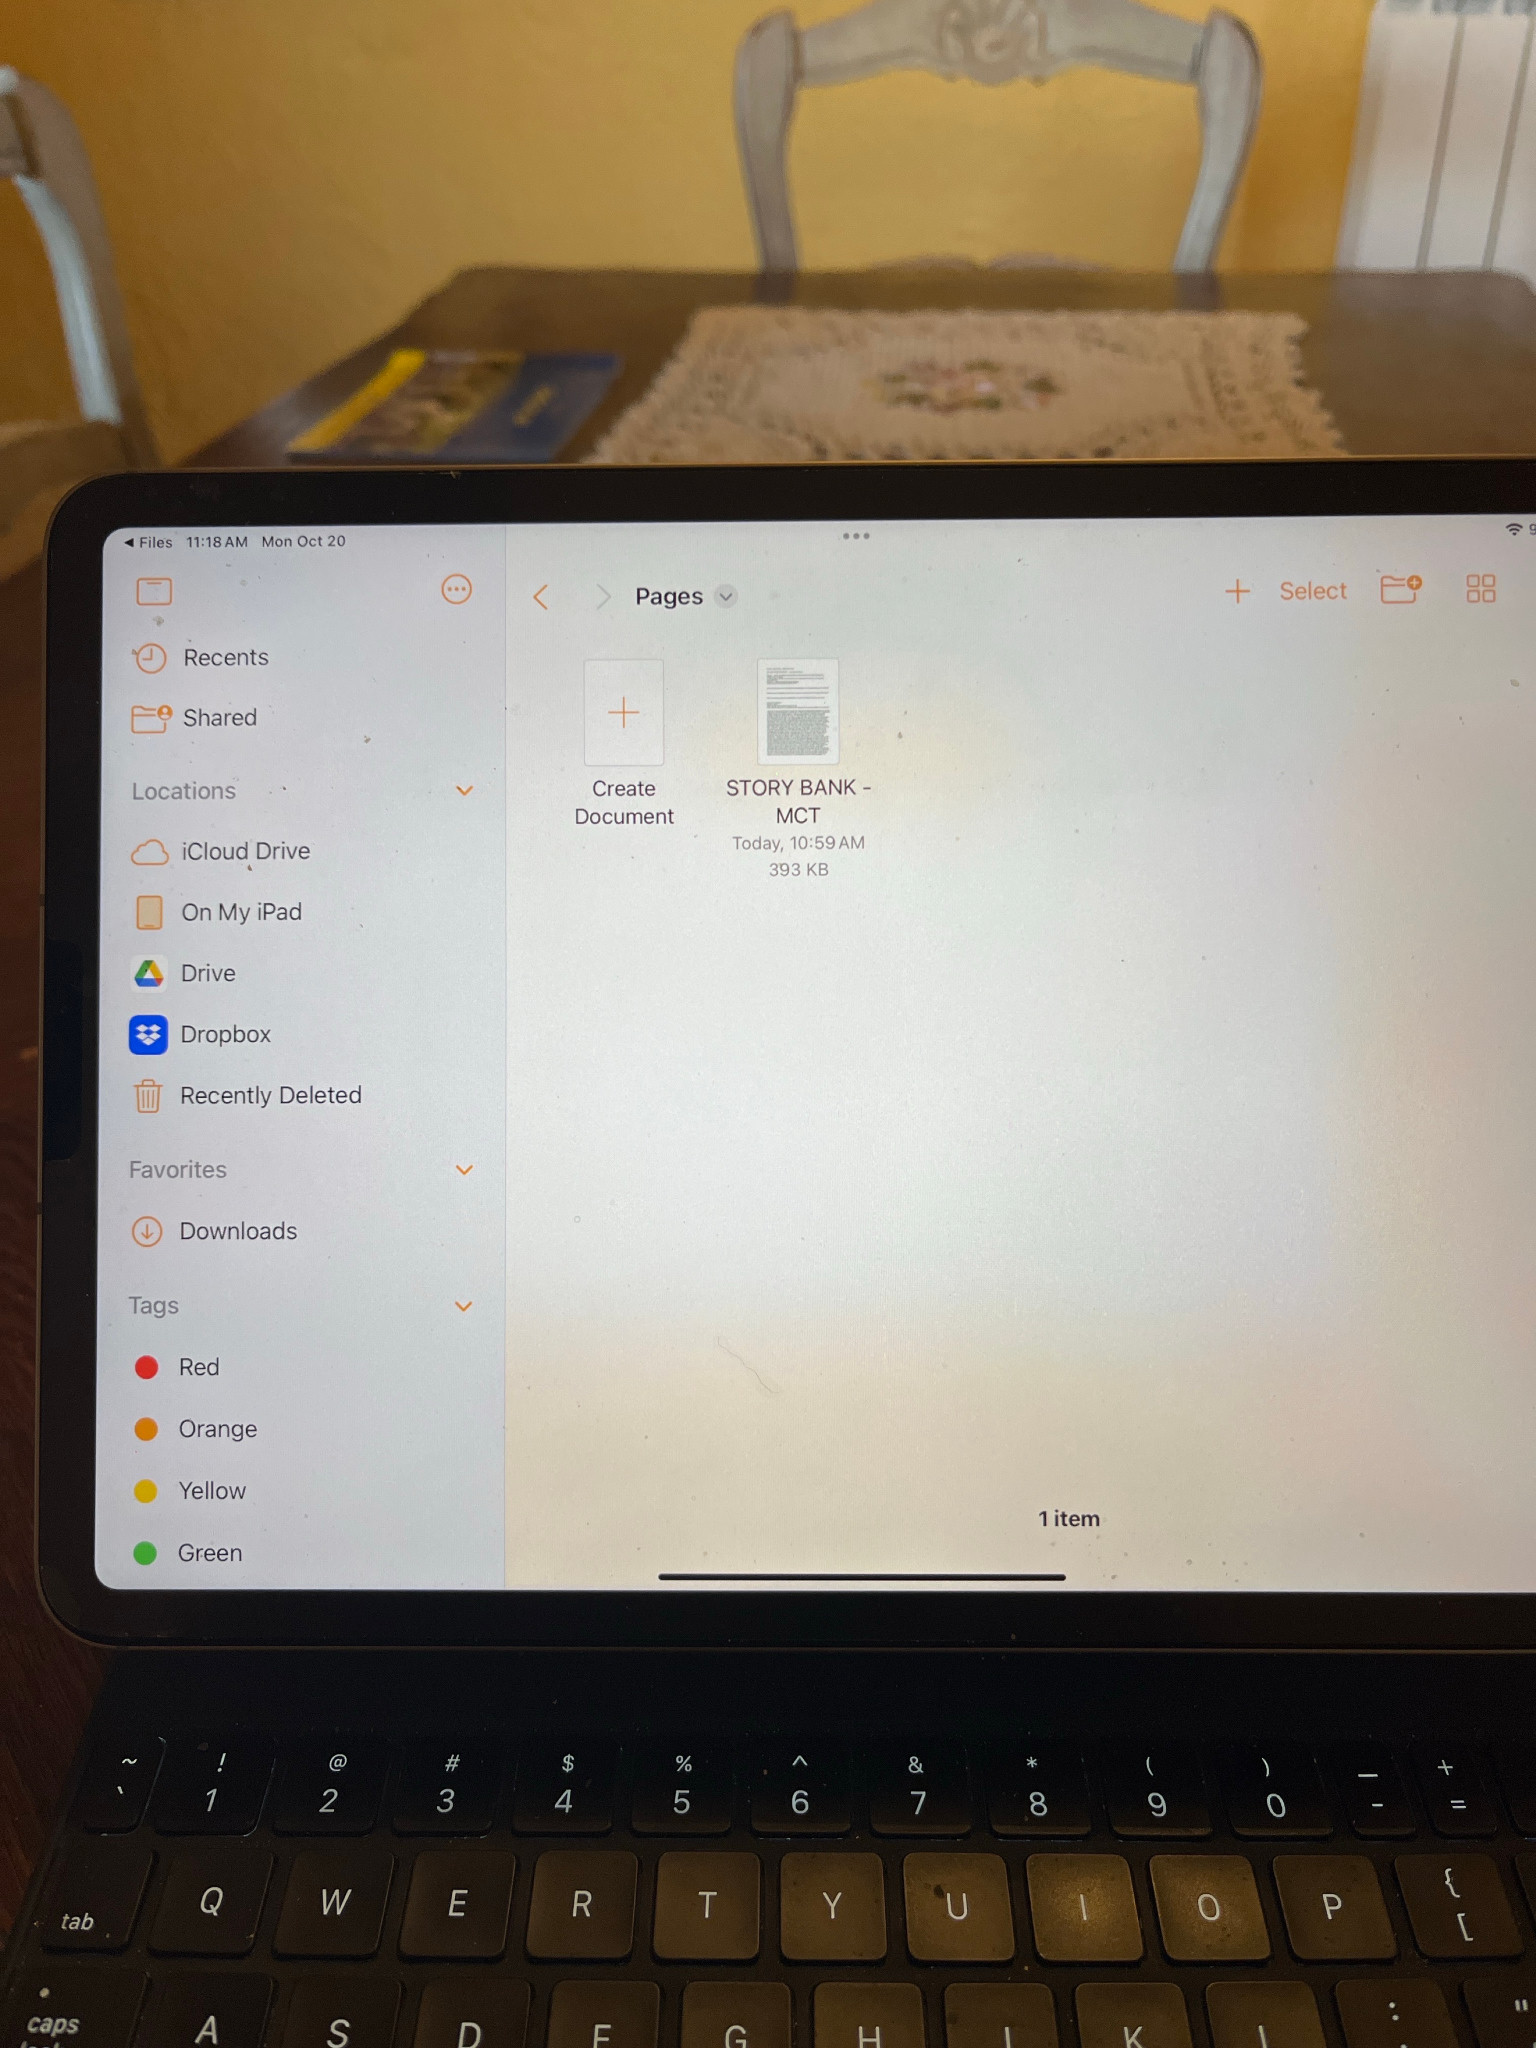 ◀ Files 11:18 AM Mon Oct 20
Recents
Shared
Locations
iCloud Drive
On My iPad
Drive
Dropbox
Recently Deleted
Favorites
Downloads
Tags
Red
Orange
Yellow
Green
Pages
Select
Create
Document
STORY BANK -
MCT
Today, 10:59 AM
393 KB
1 item
~ ! @ # $ % ^ & * ( ) _ +
` 1 2 3 4 5 6 7 8 9 0 - =
tab Q W E R T Y U I O P { [
caps A S D F G H J K L : "